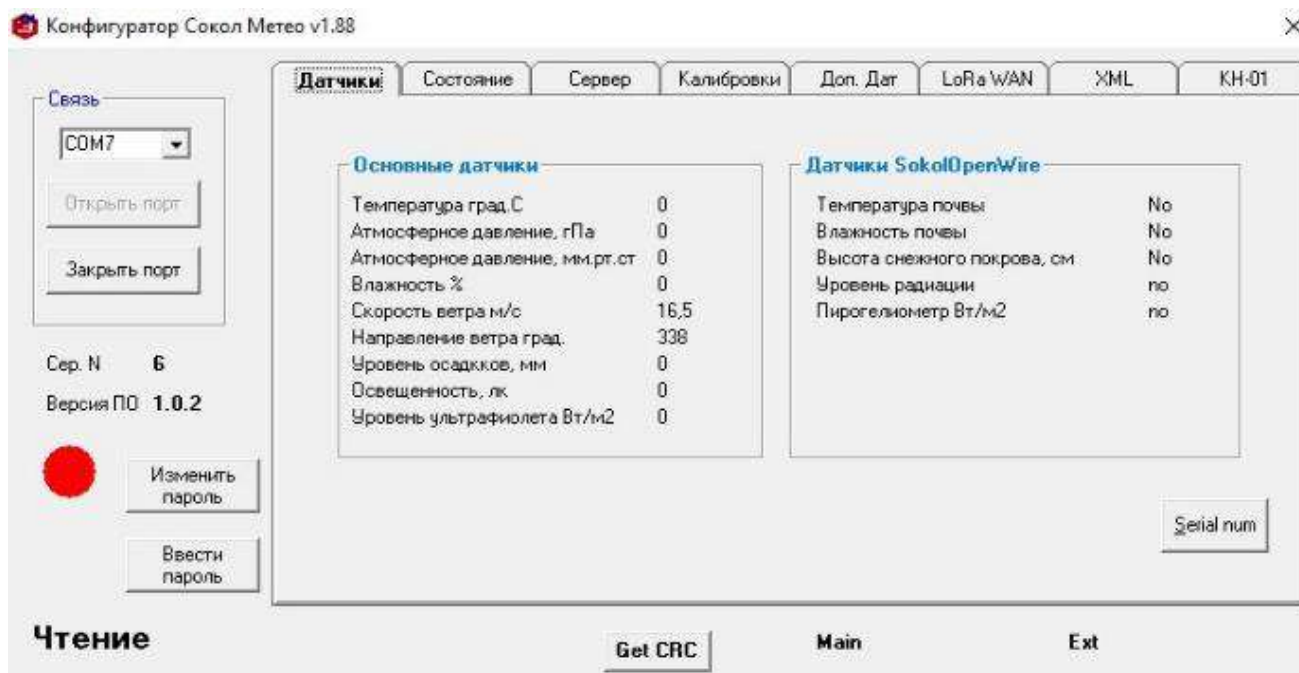 Конфигуратор Сокол Метео v1.88
Датчики Состояние Сервер Калибровки Доп. Дат LoRa WAN XML КН-01
Связь
COM7
Открыть порт
Закрыть порт
Сер. N 6
Версия ПО 1.0.2
Изменить
пароль
Ввести
пароль
Основные датчики
Температура град.С 0
Атмосферное давление, гПа 0
Атмосферное давление, мм.рт.ст 0
Влажность % 0
Скорость ветра м/с 16,5
Направление ветра град. 338
Уровень осадкков, мм 0
Освещенность, лк 0
Уровень ультрафиолета Вт/м2 0
Датчики SokolOpenWire
Температура почвы No
Влажность почвы No
Высота снежного покрова, см No
Уровень радиации no
Пирогелиометр Вт/м2 no
Serial num
Чтение
Get CRC
Main
Ext